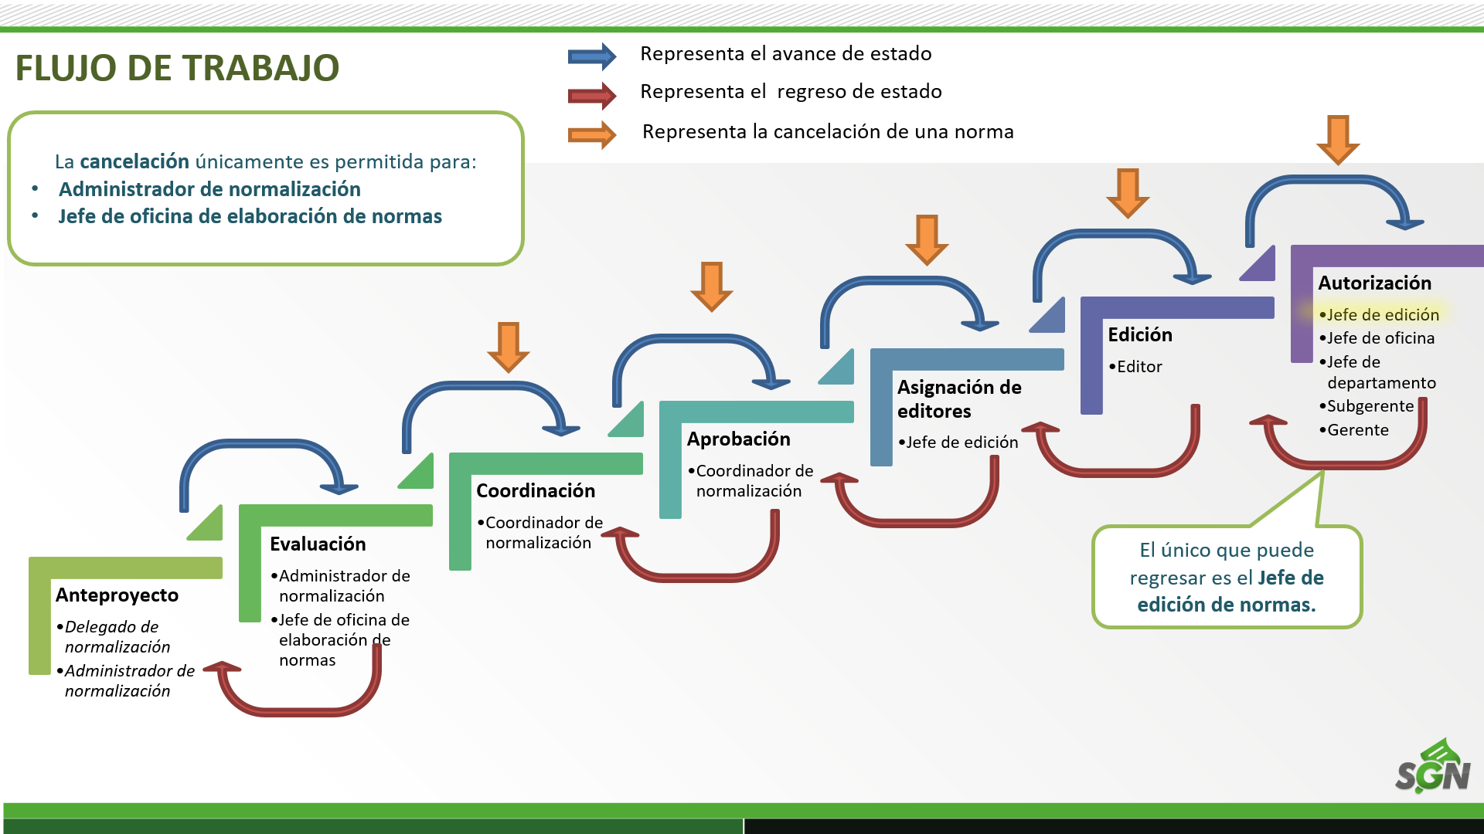 FLUJO DE TRABAJO
Representa el avance de estado
Representa el regreso de estado
Representa la cancelación de una norma
La cancelación únicamente es permitida para:
• Administrador de normalización
• Jefe de oficina de elaboración de normas
Anteproyecto
•Delegado de
normalización
•Administrador de
normalización
Evaluación
•Administrador de
normalización
•Jefe de oficina de
elaboración de
normas
Coordinación
•Coordinador de
normalización
Aprobación
•Coordinador de
normalización
Asignación de
editores
•Jefe de edición
Edición
•Editor
Autorización
•Jefe de edición
•Jefe de oficina
•Jefe de
departamento
•Subgerente
•Gerente
El único que puede
regresar es el Jefe de
edición de normas.
SGN